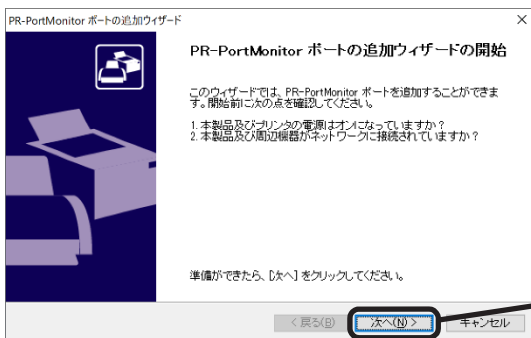 PR-PortMonitor ポートの追加ウィザード
PR-PortMonitor ポートの追加ウィザードの開始
このウィザードでは、PR-PortMonitor ポートを追加することができま
す。開始前に次の点を確認してください。
1. 本製品及びプリンタの電源はオンになっていますか？
2. 本製品及び周辺機器がネットワークに接続されていますか？
準備ができたら、[次へ] をクリックしてください。
< 戻る(B)
次へ(N) >
キャンセル